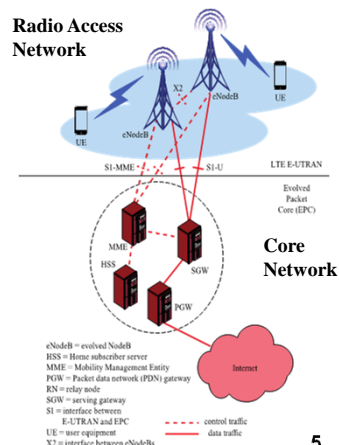 Radio Access
Network
X2
UE
eNodeB
eNodeB
UE
S1-MME
S1-U
LTE E-UTRAN
Evolved
Packet
Core (EPC)
MME
SGW
HSS
PGW
Core
Network
Internet
eNodeB = evolved NodeB
HSS = Home subscriber server
MME = Mobility Management Entity
PGW = Packet data network (PDN) gateway
RN = relay node
SGW = serving gateway
S1 = interface between
E-UTRAN and EPC
UE = user equipment
X2 = interface between eNodeBs
control traffic
data traffic
5